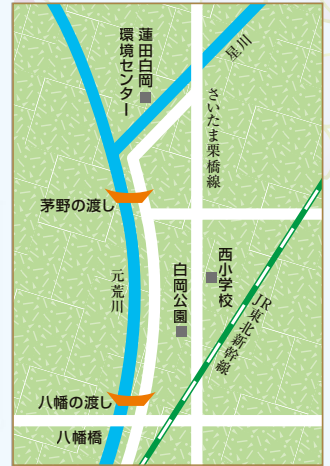 星川
蓮田白岡
環境センター
さいたま栗橋線
茅野の渡し
元荒川
白岡公園
西小学校
JR東北新幹線
八幡の渡し
八幡橋